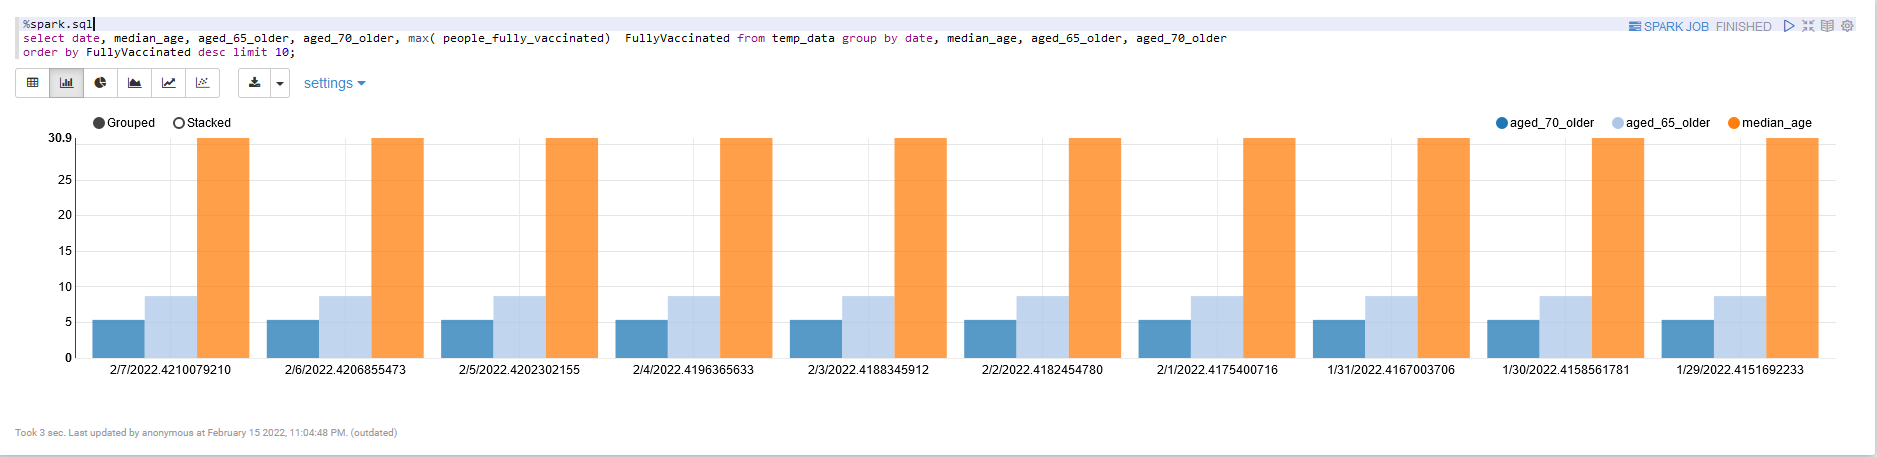 %spark.sql
SPARK JOB FINISHED
select date, median_age, aged_65_older, aged_70_older, max( people_fully_vaccinated)  FullyVaccinated from temp_data group by date, median_age, aged_65_older, aged_70_older
order by FullyVaccinated desc limit 10;
settings
Grouped Stacked
aged_70_older aged_65_older median_age
30.9
25
20
15
10
5
0
2/7/2022.4210079210 2/6/2022.4206855473 2/5/2022.4202302155 2/4/2022.4196365633 2/3/2022.4188345912 2/2/2022.4182454780 2/1/2022.4175400716 1/31/2022.4167003706 1/30/2022.4158561781 1/29/2022.4151692233
Took 3 sec. Last updated by anonymous at February 15 2022, 11:04:48 PM. (outdated)